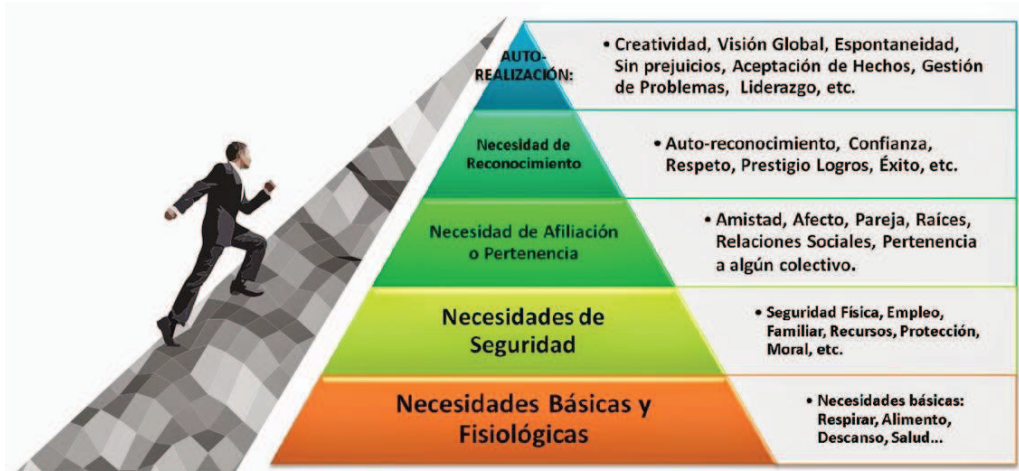 AUTO-
REALIZACIÓN:
• Creatividad, Visión Global, Espontaneidad,
Sin prejuicios, Aceptación de Hechos, Gestión
de Problemas, Liderazgo, etc.
Necesidad de
Reconocimiento
• Auto-reconocimiento, Confianza,
Respeto, Prestigio Logros, Éxito, etc.
Necesidad de Afiliación
o Pertenencia
• Amistad, Afecto, Pareja, Raíces,
Relaciones Sociales, Pertenencia
a algún colectivo.
Necesidades de
Seguridad
• Seguridad Física, Empleo,
Familiar, Recursos, Protección,
Moral, etc.
Necesidades Básicas y
Fisiológicas
• Necesidades básicas:
Respirar, Alimento,
Descanso, Salud...